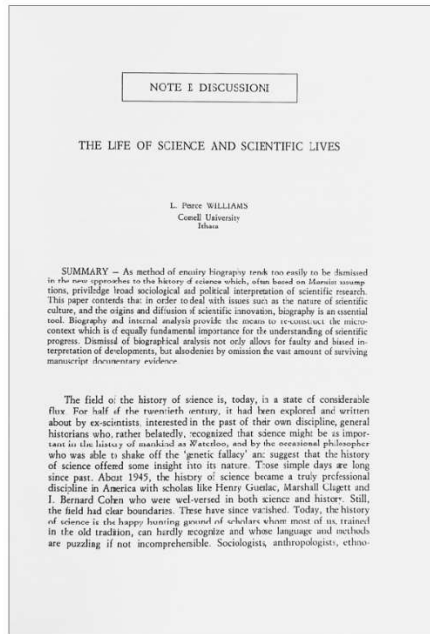 NOTE E DISCUSSIONI
THE LIFE OF SCIENCE AND SCIENTIFIC LIVES
L. Pearce WILLIAMS
Cornell University
Ithaca
SUMMARY — As method of enquiry biography tends too easily to be dismissed
in the new approaches to the history of science which, often based on Marxist assump-
tions, priviledge broad sociological and political interpretation of scientific research.
This paper contends that in order to deal with issues such as the nature of scientific
culture, and the origins and diffusion of scientific innovation, biography is an essential
tool. Biography and internal analysis provide the means to re-construct the micro-
context which is of equally fundamental importance for the understanding of scientific
progress. Dismissal of biographical analysis not only allows for faulty and biased in-
terpretation of developments, but also denies by omission the vast amount of surviving
manuscript documentary evidence.
The field of the history of science is, today, in a state of considerable
flux. For half of the twentieth century, it had been explored and written
about by ex-scientists, interested in the past of their own discipline, general
historians who, rather belatedly, recognized that science might be as impor-
tant in the history of mankind as Waterloo, and by the occasional philosopher
who was able to shake off the 'genetic fallacy' and suggest that the history
of science offered some insight into its nature. Those simple days are long
since past. About 1945, the history of science became a truly professional
discipline in America with scholars like Henry Guerlac, Marshall Clagett and
I. Bernard Cohen who were wel-versed in both science and history. Still,
the field had clear boundaries. These have since vanished. Today, the history
of science is the happy hunting ground of scholars whom most of us, trained
in the old tradition, can hardly recognize and whose language and methods
are puzzling if not incomprehensible. Sociologists, anthropologists, ethno-